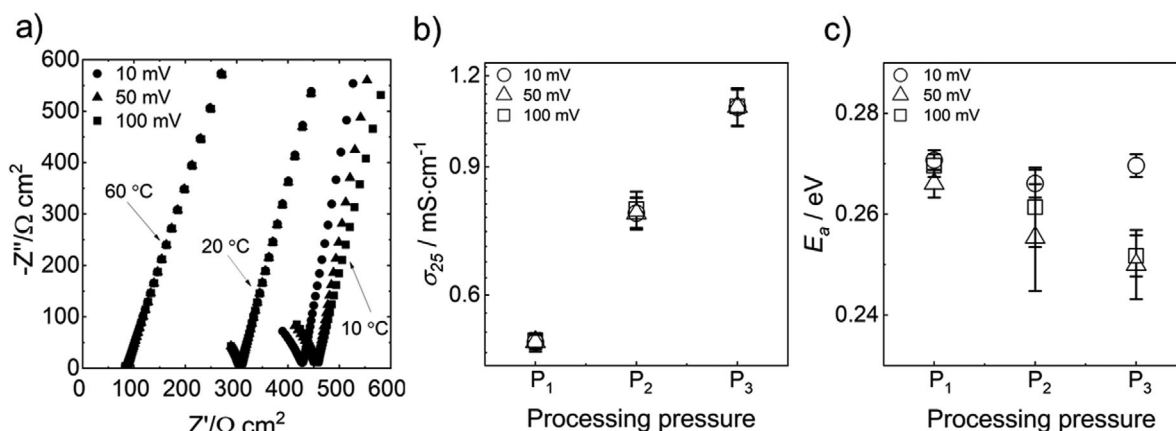 a)
600
500
400
300
200
100
0
-Z''/Ω cm²
10 mV
50 mV
100 mV
60 °C
20 °C
10 °C
0 100 200 300 400 500 600
Z'/Ω cm²
b)
1.2
0.9
0.6
σ₂₅ / mS·cm⁻¹
10 mV
50 mV
100 mV
P₁ P₂ P₃
Processing pressure
c)
0.28
0.26
0.24
Eₐ / eV
10 mV
50 mV
100 mV
P₁ P₂ P₃
Processing pressure